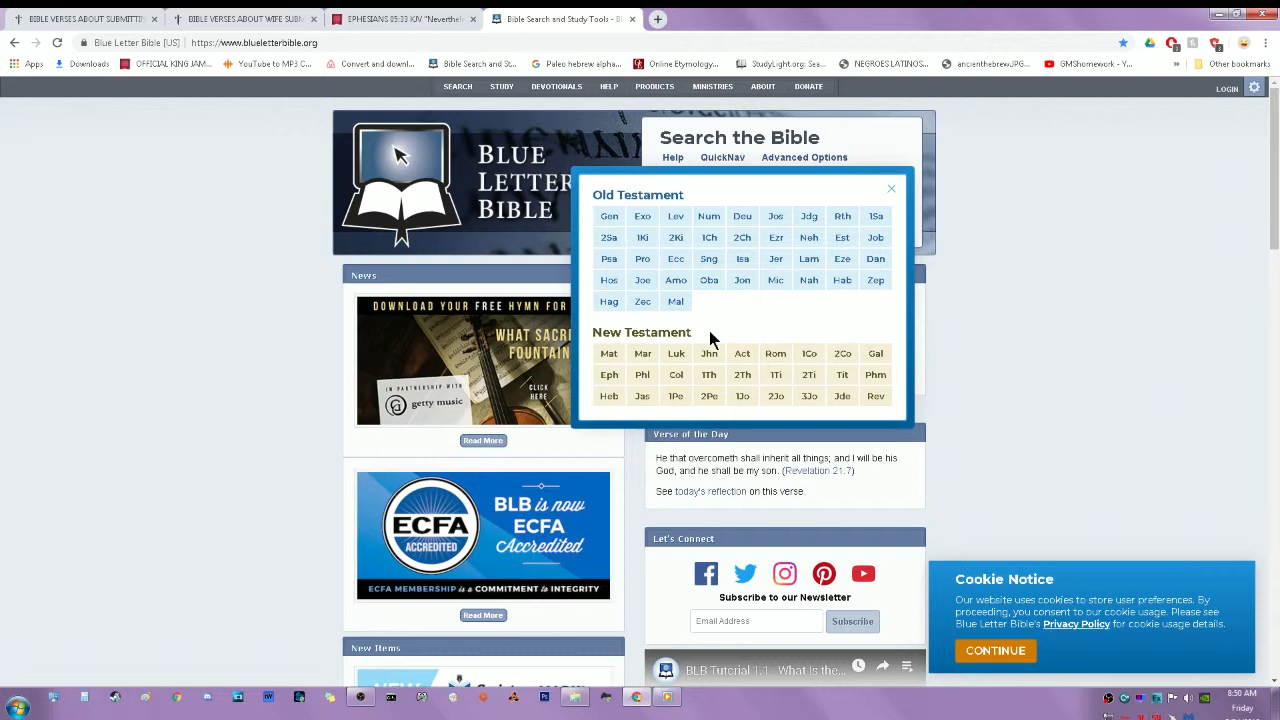 BIBLE VERSES ABOUT SUBMITTIN
BIBLE VERSES ABOUT WIFE SUBM
EPHESIANS 05:33 KJV "Neverthel
Bible Search and Study Tools - B
Blue Letter Bible [US]
https://www.blueletterbible.org
Apps
Downloads
OFFICIAL KING JAM...
YouTube to MP3 C...
Convert and downl...
Bible Search and St...
Paleo hebrew alpha...
Online Etymology...
StudyLight.org: Sea...
NEGROES LATINOS...
ancienthebrewJPG...
GMSHomework - Y...
»
Other bookmarks
SEARCH STUDY DEVOTIONALS HELP PRODUCTS MINISTRIES ABOUT DONATE
LOGIN
BLUE
LETTER
BIBLE
Search the Bible
Help QuickNav Advanced Options
Old Testament
Gen Exo Lev Num Deu Jos Jdg Rth 1Sa
2Sa 1Ki 2Ki 1Ch 2Ch Ezr Neh Est Job
Psa Pro Ecc Sng Isa Jer Lam Eze Dan
Hos Joe Amo Oba Jon Mic Nah Hab Zep
Hag Zec Mal
New Testament
Mat Mar Luk Jhn Act Rom 1Co 2Co Gal
Eph Phl Col 1Th 2Th 1Ti 2Ti Tit Phm
Heb Jas 1Pe 2Pe 1Jo 2Jo 3Jo Jde Rev
News
DOWNLOAD YOUR FREE HYMN FOR
WHAT SACRE
FOUNTAIN
CLICK
HERE
IN PARTNERSHIP WITH
getty music
Read More
ECFA
ACCREDITED
BLB is now
ECFA
Accredited
ECFA MEMBERSHIP is a COMMITMENT to INTEGRITY
Read More
New Items
Verse of the Day
He that overcometh shall inherit all things; and I will be his
God, and he shall be my son. (Revelation 21:7)
See today's reflection on this verse.
Let's Connect
Subscribe to our Newsletter
Email Address
Subscribe
BLB Tutorial 1.1 - What Is the...
Cookie Notice
Our website uses cookies to store user preferences. By
proceeding, you consent to our cookie usage. Please see
Blue Letter Bible's Privacy Policy for cookie usage details.
CONTINUE
8:50 AM
Friday